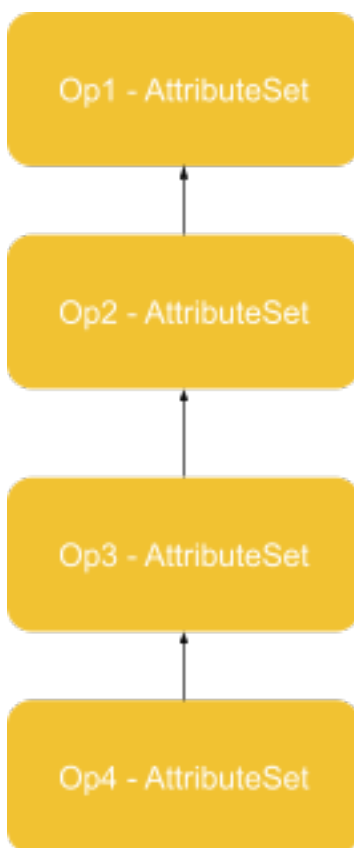 Op1 - AttributeSet
Op2 - AttributeSet
Op3 - AttributeSet
Op4 - AttributeSet